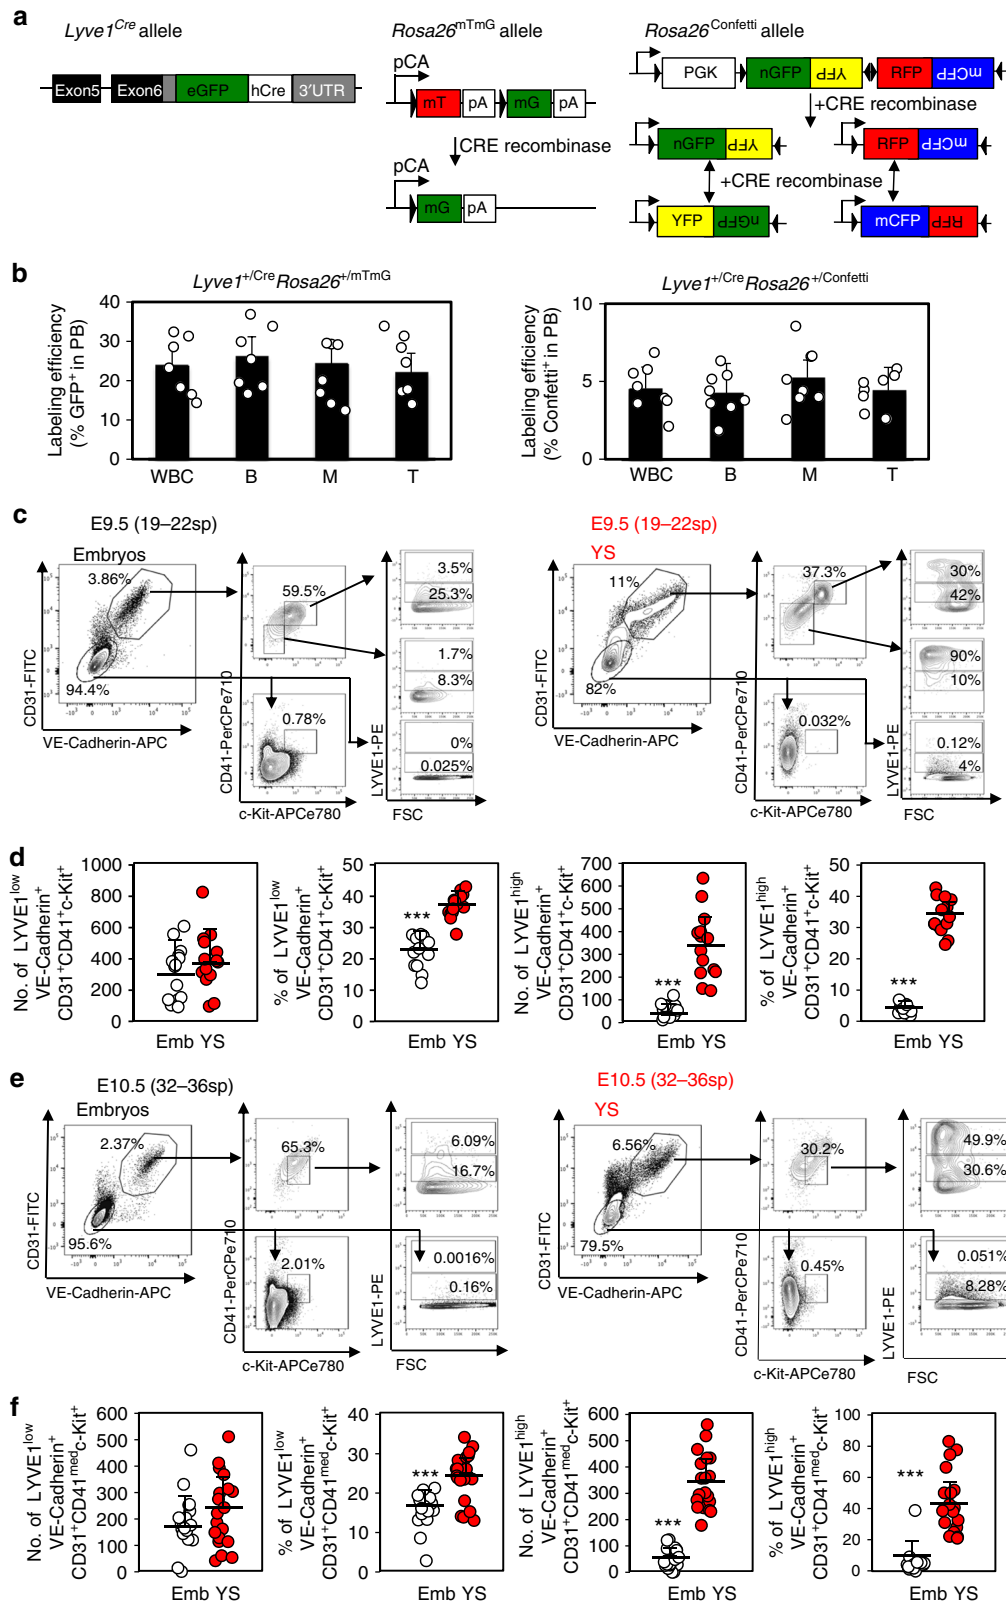 a
Lyve1Cre allele
Rosa26mTmG allele
Rosa26Confetti allele
Exon5 Exon6 eGFP hCre 3′UTR
pCA
mT pA mG pA
CRE recombinase
pCA
mG pA
PGK nGFP YFP RFP mCFP
+CRE recombinase
nGFP YFP RFP mCFP
+CRE recombinase
YFP nGFP mCFP RFP
b
Lyve1+/CreRosa26+/mTmG
Labeling efficiency
(% GFP+ in PB)
40
30
20
10
0
WBC B M T
Lyve1+/CreRosa26+/Confetti
Labeling efficiency
(% Confetti+ in PB)
10
5
0
WBC B M T
c
E9.5 (19–22sp)
Embryos
3.86%
94.4%
CD31-FITC
VE-Cadherin-APC
59.5%
0.78%
CD41-PerCPe710
c-Kit-APCe780
3.5%
25.3%
1.7%
8.3%
0%
0.025%
LYVE1-PE
FSC
E9.5 (19–22sp)
YS
11%
82%
CD31-FITC
VE-Cadherin-APC
37.3%
0.032%
CD41-PerCPe710
c-Kit-APCe780
30%
42%
90%
10%
0.12%
4%
LYVE1-PE
FSC
d
No. of LYVE1low
VE-Cadherin+
CD31+CD41+c-Kit+
1000
800
600
400
200
0
Emb YS
% of LYVE1low
VE-Cadherin+
CD31+CD41+c-Kit+
50
40
30
20
10
0
***
Emb YS
No. of LYVE1high
VE-Cadherin+
CD31+CD41+c-Kit+
700
600
500
400
300
200
100
0
***
Emb YS
% of LYVE1high
VE-Cadherin+
CD31+CD41+c-Kit+
50
40
30
20
10
0
***
Emb YS
e
E10.5 (32–36sp)
Embryos
2.37%
95.6%
CD31-FITC
VE-Cadherin-APC
65.3%
2.01%
CD41-PerCPe710
c-Kit-APCe780
6.09%
16.7%
0.0016%
0.16%
LYVE1-PE
FSC
E10.5 (32–36sp)
YS
6.56%
79.5%
CD31-FITC
VE-Cadherin-APC
30.2%
0.45%
CD41-PerCPe710
c-Kit-APCe780
49.9%
30.6%
0.051%
8.28%
LYVE1-PE
FSC
f
No. of LYVE1low
VE-Cadherin+
CD31+CD41medc-Kit+
600
500
400
300
200
100
0
Emb YS
% of LYVE1low
VE-Cadherin+
CD31+CD41medc-Kit+
40
30
20
10
0
***
Emb YS
No. of LYVE1high
VE-Cadherin+
CD31+CD41medc-Kit+
600
500
400
300
200
100
0
***
Emb YS
% of LYVE1high
VE-Cadherin+
CD31+CD41medc-Kit+
100
80
60
40
20
0
***
Emb YS